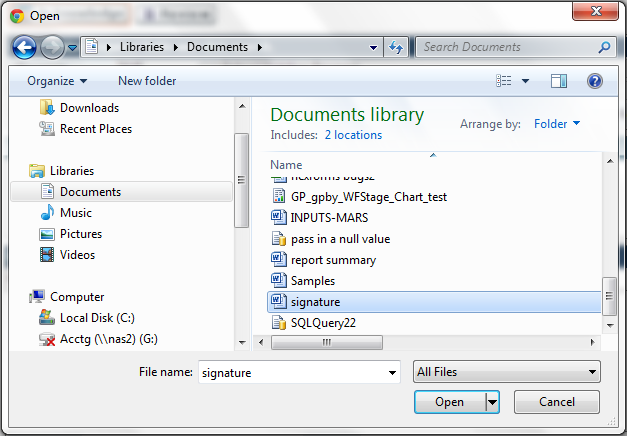 Open
Libraries Documents
Search Documents
Organize New folder
Downloads
Recent Places
Libraries
Documents
Music
Pictures
Videos
Computer
Local Disk (C:)
Acctg (\\nas2) (G:)
Documents library
Includes: 2 locations
Arrange by: Folder
Name
GP_gpby_WFStage_Chart_test
INPUTS-MARS
pass in a null value
report summary
Samples
signature
SQLQuery22
File name: signature
All Files
Open Cancel